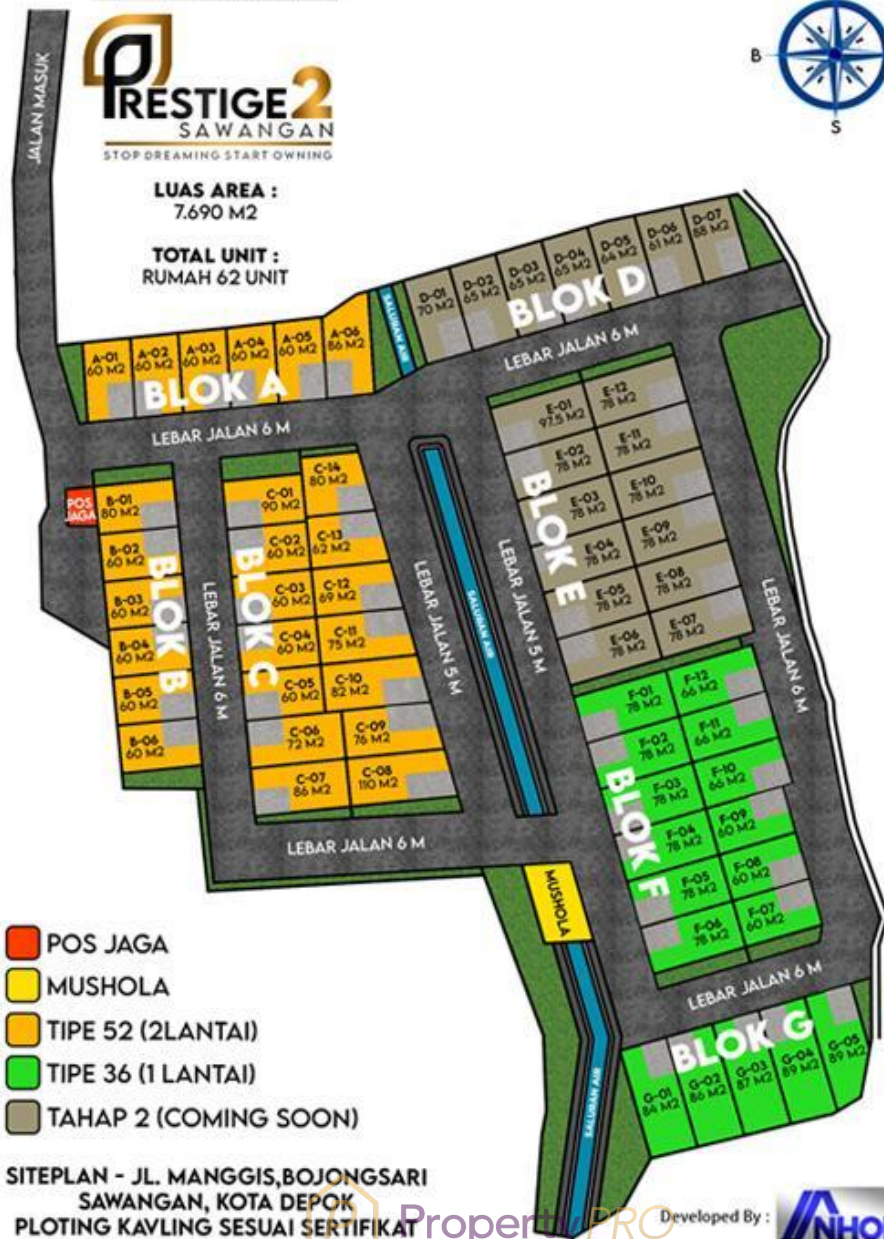 JALAN MASUK
PRESTIGE 2
SAWANGAN
STOP DREAMING START OWNING
B
S
LUAS AREA :
7.690 M2
TOTAL UNIT :
RUMAH 62 UNIT
A-01
60 M2
A-02
60 M2
A-03
60 M2
A-04
60 M2
A-05
60 M2
A-06
86 M2
BLOK A
SALURAN AIR
D-01
70 M2
D-02
65 M2
D-03
65 M2
D-04
65 M2
D-05
64 M2
D-06
61 M2
D-07
88 M2
BLOK D
LEBAR JALAN 6 M
LEBAR JALAN 6 M
POS
JAGA
B-01
80 M2
B-02
60 M2
B-03
60 M2
B-04
60 M2
B-05
60 M2
B-06
60 M2
BLOK B
LEBAR JALAN 6 M
C-01
90 M2
C-02
60 M2
C-03
60 M2
C-04
60 M2
C-05
60 M2
C-06
72 M2
C-07
86 M2
C-14
80 M2
C-13
62 M2
C-12
69 M2
C-11
75 M2
C-10
82 M2
C-09
76 M2
C-08
110 M2
BLOK C
LEBAR JALAN 5 M
SALURAN AIR
LEBAR JALAN 5 M
E-01
97,5 M2
E-02
78 M2
E-03
78 M2
E-04
78 M2
E-05
78 M2
E-06
78 M2
E-12
78 M2
E-11
78 M2
E-10
78 M2
E-09
78 M2
E-08
78 M2
E-07
78 M2
BLOK E
LEBAR JALAN 6 M
F-01
78 M2
F-02
78 M2
F-03
78 M2
F-04
78 M2
F-05
78 M2
F-06
78 M2
F-12
66 M2
F-11
66 M2
F-10
66 M2
F-09
60 M2
F-08
60 M2
F-07
60 M2
BLOK F
LEBAR JALAN 6 M
MUSHOLA
LEBAR JALAN 6 M
BLOK G
G-01
84 M2
G-02
86 M2
G-03
87 M2
G-04
89 M2
G-05
89 M2
SALURAN AIR
POS JAGA
MUSHOLA
TIPE 52 (2LANTAI)
TIPE 36 (1 LANTAI)
TAHAP 2 (COMING SOON)
SITEPLAN - JL. MANGGIS,BOJONGSARI
SAWANGAN, KOTA DEPOK
PLOTING KAVLING SESUAI SERTIFIKAT
PropertyPRO
Developed By :